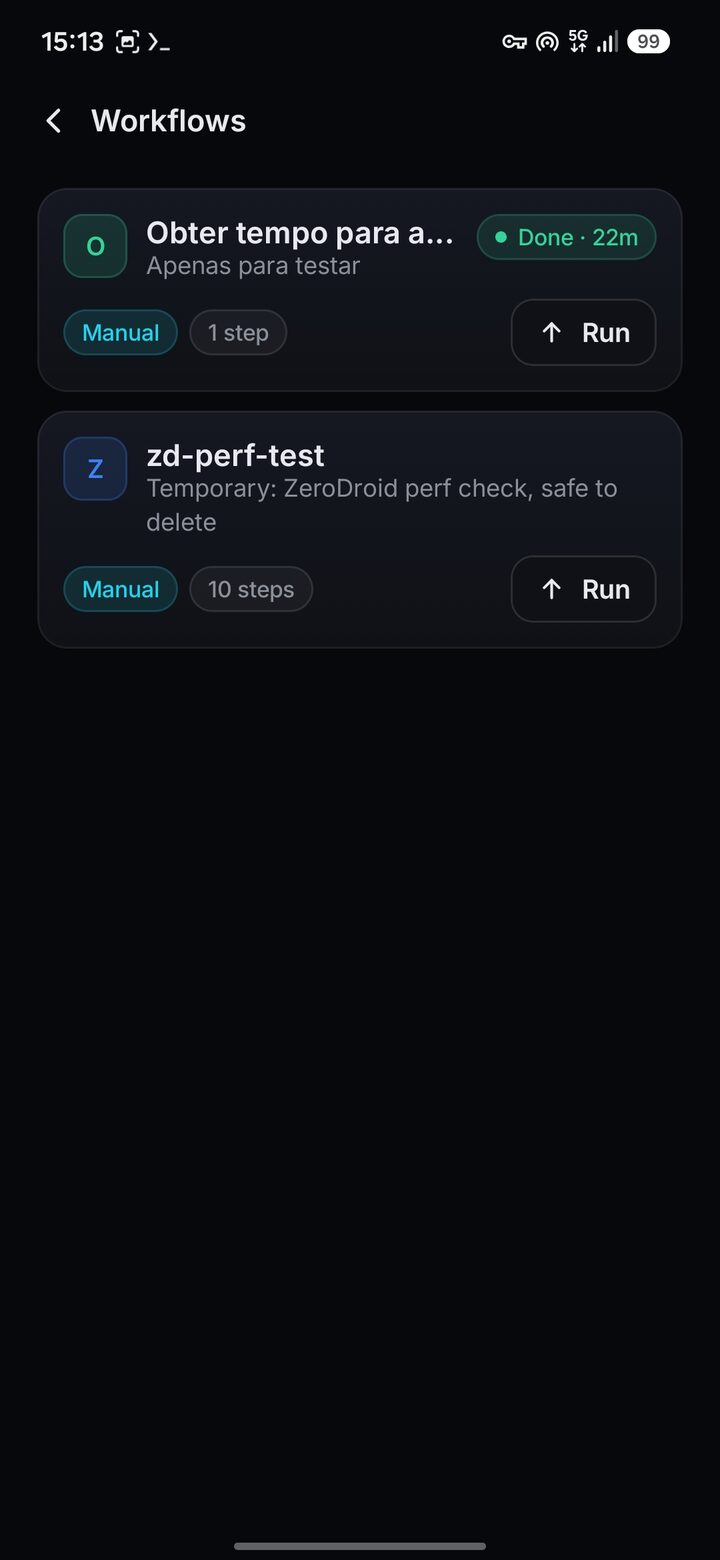 15:13
5G
99
Workflows
O
Obter tempo para a...
Done · 22m
Apenas para testar
Manual
1 step
Run
Z
zd-perf-test
Temporary: ZeroDroid perf check, safe to
delete
Manual
10 steps
Run